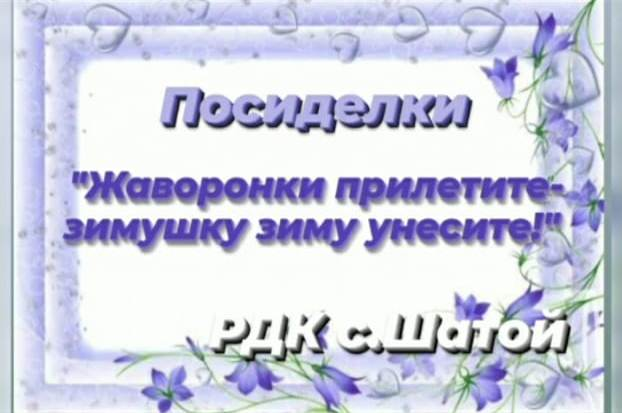 Посиделки
"Жаворонки прилетите-
зимушку зиму унесите!"
РДК с.Шатой